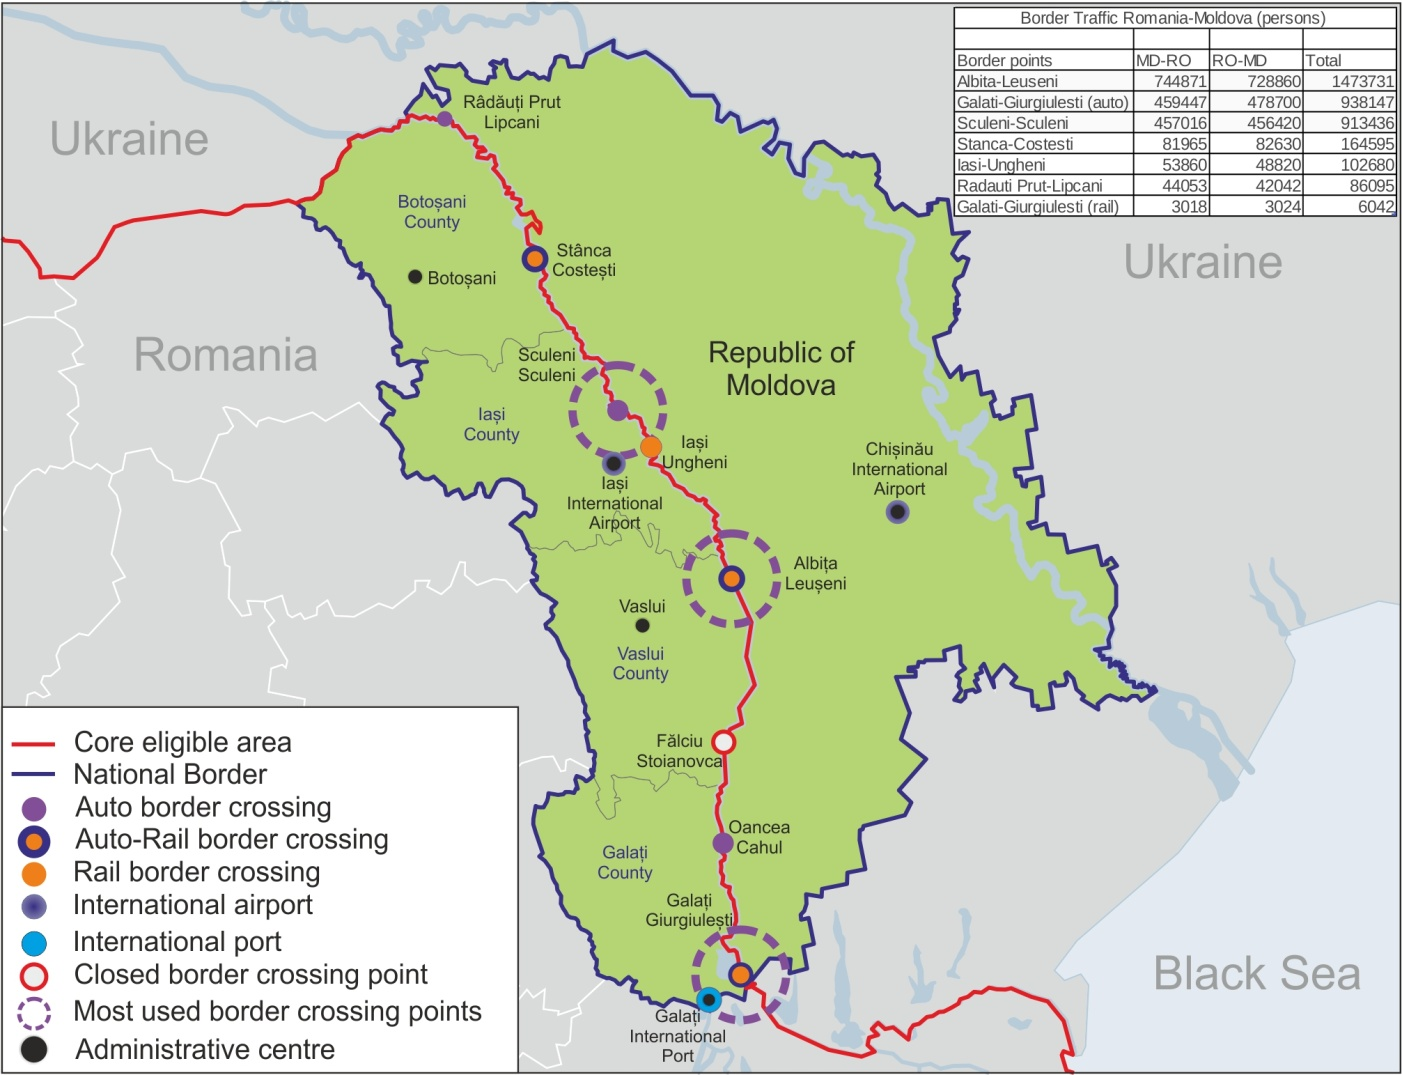 Border Traffic Romania-Moldova (persons)
Border points MD-RO RO-MD Total
Albita-Leuseni 744871 728860 1473731
Galati-Giurgiulesti (auto) 459447 478700 938147
Sculeni-Sculeni 457016 456420 913436
Stanca-Costesti 81965 82630 164595
Iasi-Ungheni 53860 48820 102680
Radauti Prut-Lipcani 44053 42042 86095
Galati-Giurgiulesti (rail) 3018 3024 6042
Ukraine
Râdăuți Prut
Lipcani
Botoșani
County
Botoșani
Stânca
Costești
Ukraine
Romania
Republic of
Moldova
Sculeni
Sculeni
Iași
County
Iași
Ungheni
Iași
International
Airport
Chișinău
International
Airport
Albița
Leușeni
Vaslui
Vaslui
County
Fălciu
Stoianovca
Oancea
Cahul
Galați
County
Galați
Giurgiulești
Galați
International
Port
Black Sea
Core eligible area
National Border
Auto border crossing
Auto-Rail border crossing
Rail border crossing
International airport
International port
Closed border crossing point
Most used border crossing points
Administrative centre